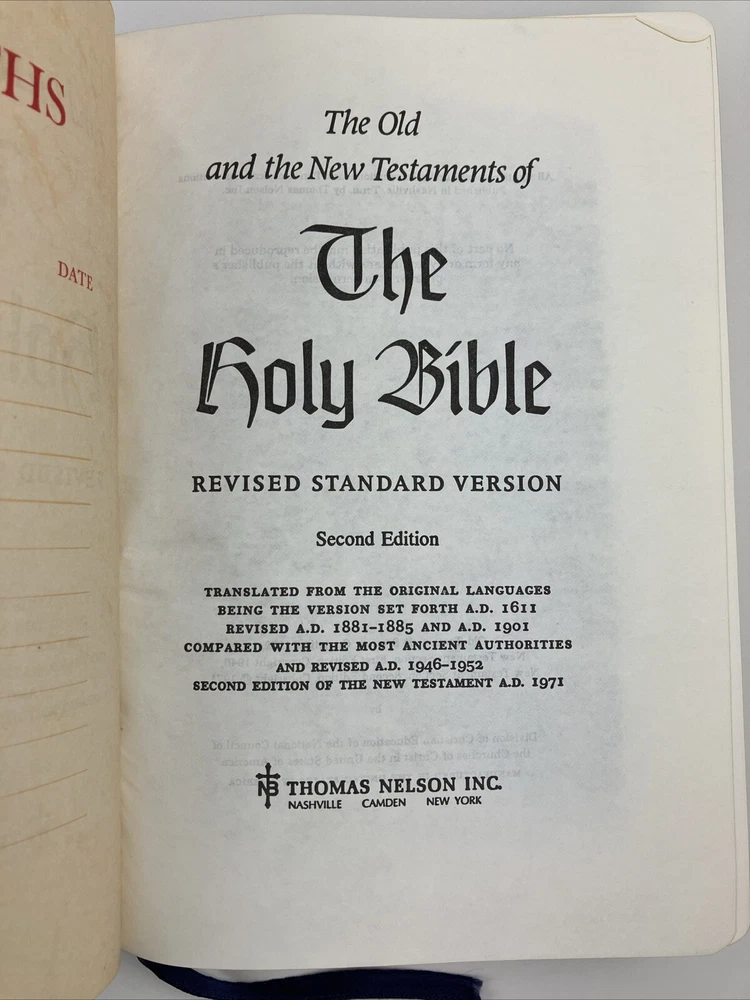 THS
DATE
The Old
and the New Testaments of
The
Holy Bible
REVISED STANDARD VERSION
Second Edition
TRANSLATED FROM THE ORIGINAL LANGUAGES
BEING THE VERSION SET FORTH A.D. 1611
REVISED A.D. 1881–1885 AND A.D. 1901
COMPARED WITH THE MOST ANCIENT AUTHORITIES
AND REVISED A.D. 1946–1952
SECOND EDITION OF THE NEW TESTAMENT A.D. 1971
NB THOMAS NELSON INC.
NASHVILLE CAMDEN NEW YORK